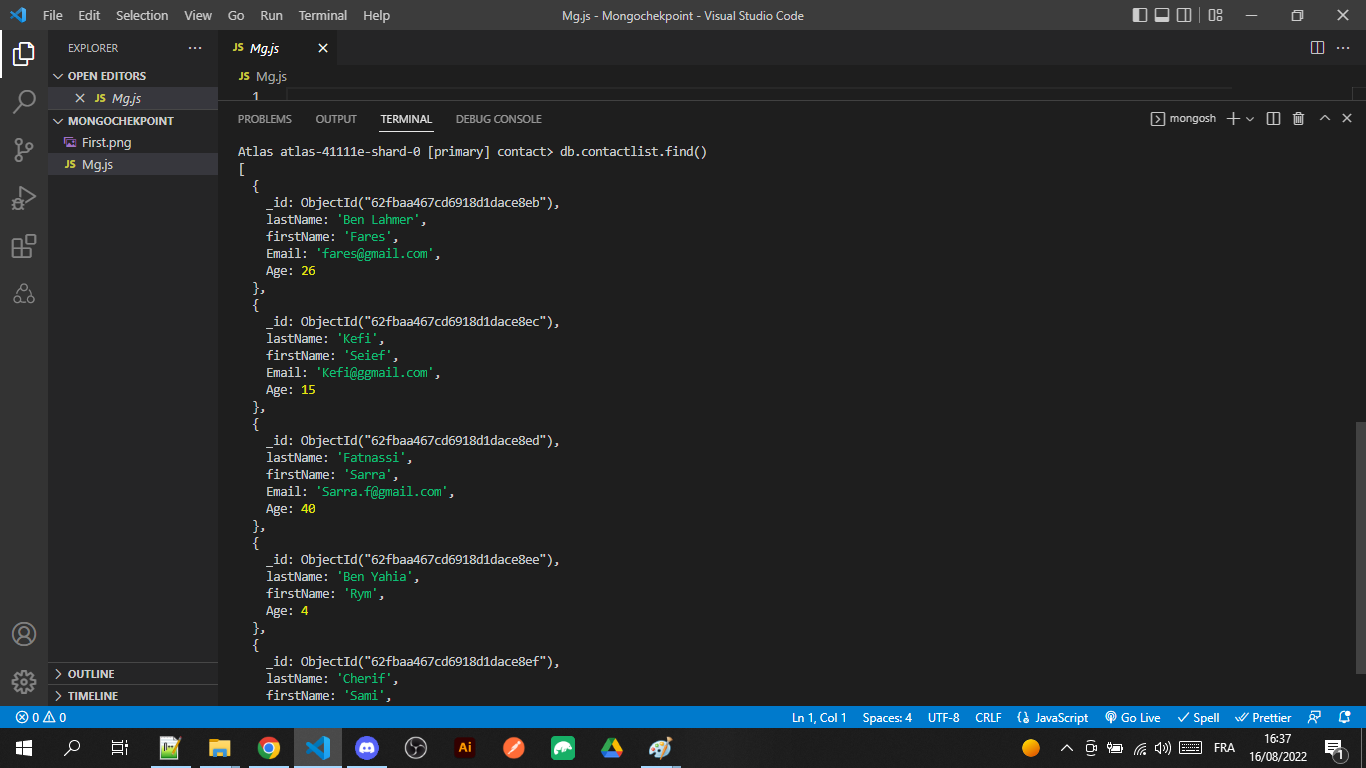 File Edit Selection View Go Run Terminal Help
Mg.js - Mongochekpoint - Visual Studio Code
EXPLORER
OPEN EDITORS
JS Mg.js
MONGOCHEKPOINT
First.png
JS Mg.js
OUTLINE
TIMELINE
JS Mg.js
JS Mg.js
1
PROBLEMS OUTPUT TERMINAL DEBUG CONSOLE
mongosh
Atlas atlas-41111e-shard-0 [primary] contact> db.contactlist.find()
[
{
_id: ObjectId("62fbaa467cd6918d1dace8eb"),
lastName: 'Ben Lahmer',
firstName: 'Fares',
Email: 'fares@gmail.com',
Age: 26
},
{
_id: ObjectId("62fbaa467cd6918d1dace8ec"),
lastName: 'Kefi',
firstName: 'Seief',
Email: 'Kefi@ggmail.com',
Age: 15
},
{
_id: ObjectId("62fbaa467cd6918d1dace8ed"),
lastName: 'Fatnassi',
firstName: 'Sarra',
Email: 'Sarra.f@gmail.com',
Age: 40
},
{
_id: ObjectId("62fbaa467cd6918d1dace8ee"),
lastName: 'Ben Yahia',
firstName: 'Rym',
Age: 4
},
{
_id: ObjectId("62fbaa467cd6918d1dace8ef"),
lastName: 'Cherif',
firstName: 'Sami',
0 0
Ln 1, Col 1 Spaces: 4 UTF-8 CRLF JavaScript Go Live Spell Prettier
Ai
FRA
16:37
16/08/2022
1